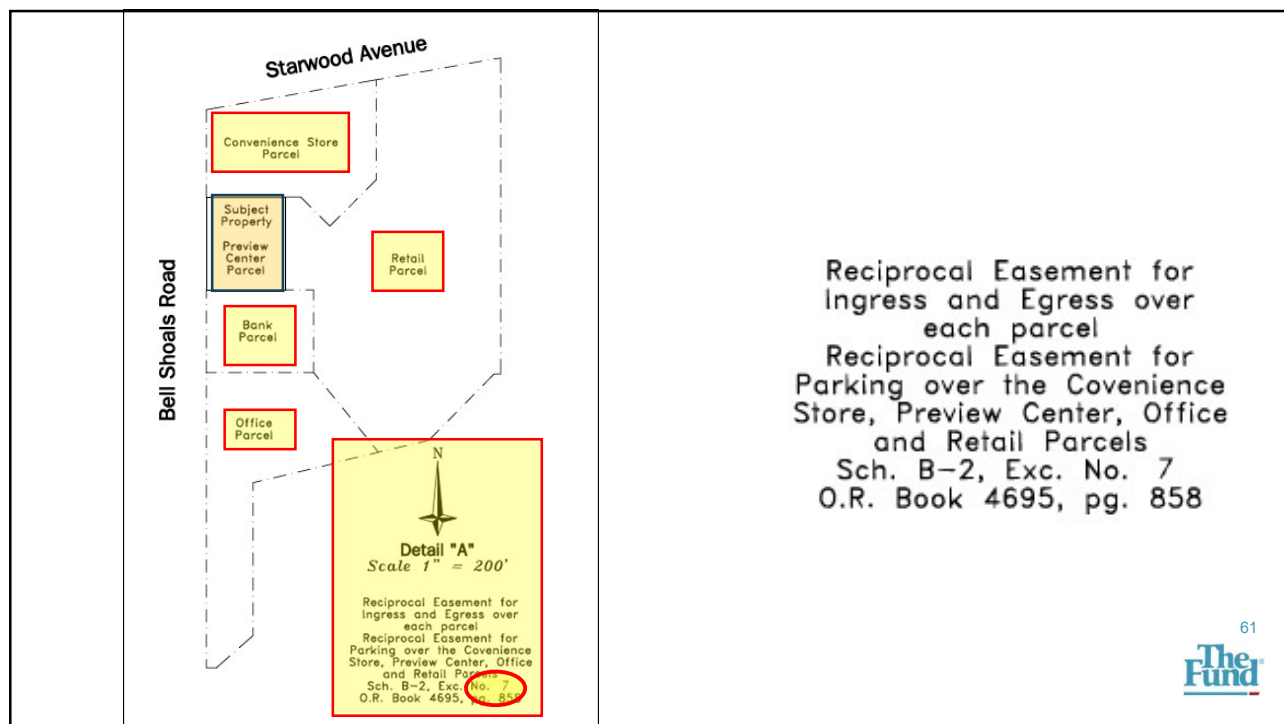 Starwood Avenue
Convenience Store
Parcel
Subject
Property
Preview
Center
Parcel
Retail
Parcel
Bell Shoals Road
Bank
Parcel
Office
Parcel
N
Detail "A"
Scale 1" = 200'
Reciprocal Easement for
Ingress and Egress over
each parcel
Reciprocal Easement for
Parking over the Covenience
Store, Preview Center, Office
and Retail Parcels
Sch. B-2, Exc. No. 7
O.R. Book 4695, pg. 858
Reciprocal Easement for
Ingress and Egress over
each parcel
Reciprocal Easement for
Parking over the Covenience
Store, Preview Center, Office
and Retail Parcels
Sch. B-2, Exc. No. 7
O.R. Book 4695, pg. 858
61
The
Fund